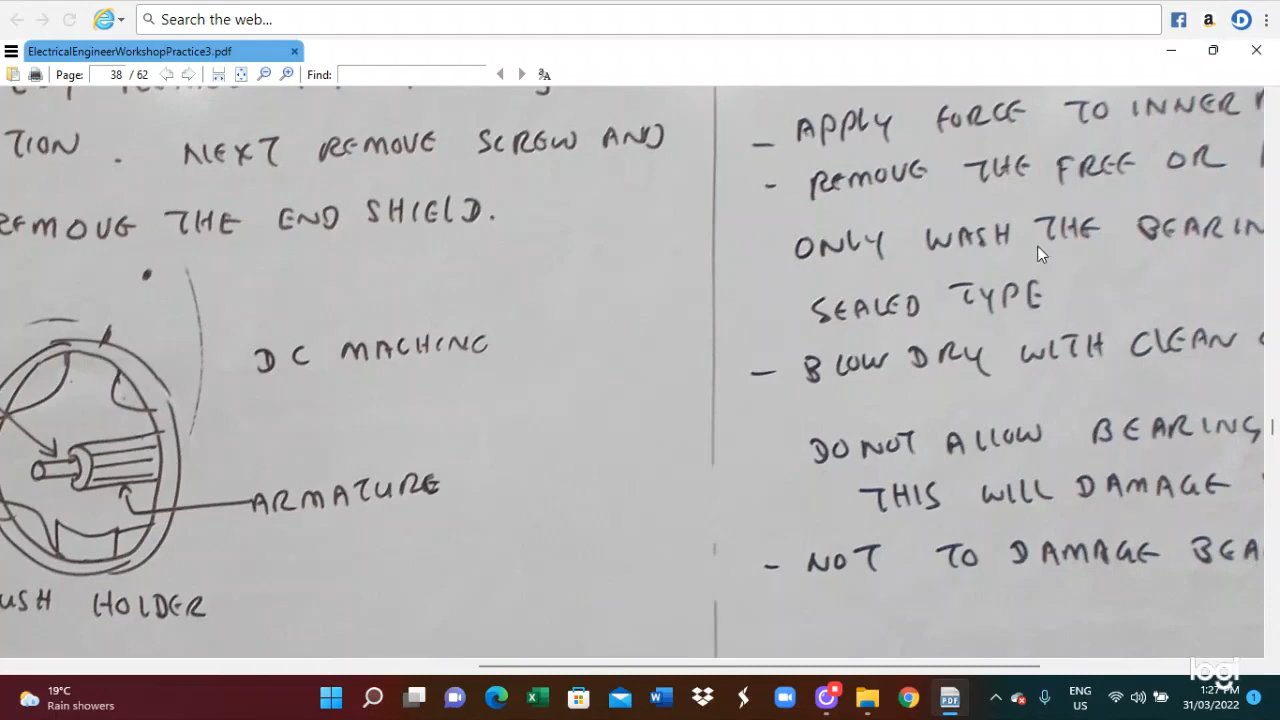 Search the web...
ElectricalEngineerWorkshopPractice3.pdf
Page: 38 / 62 Find:
TION . NEXT REMOVE SCREW AND
REMOVE THE END SHIELD.
DC MACHINE
ARMATURE
USH HOLDER
- APPLY FORCE TO INNER
- REMOVE THE FREE OR
ONLY WASH THE BEARIN
SEALED TYPE
- BLOW DRY WITH CLEAN
DO NOT ALLOW BEARING
THIS WILL DAMAGE
- NOT TO DAMAGE BEA
logi
19°C
Rain showers
ENG
US
1:27 PM
31/03/2022